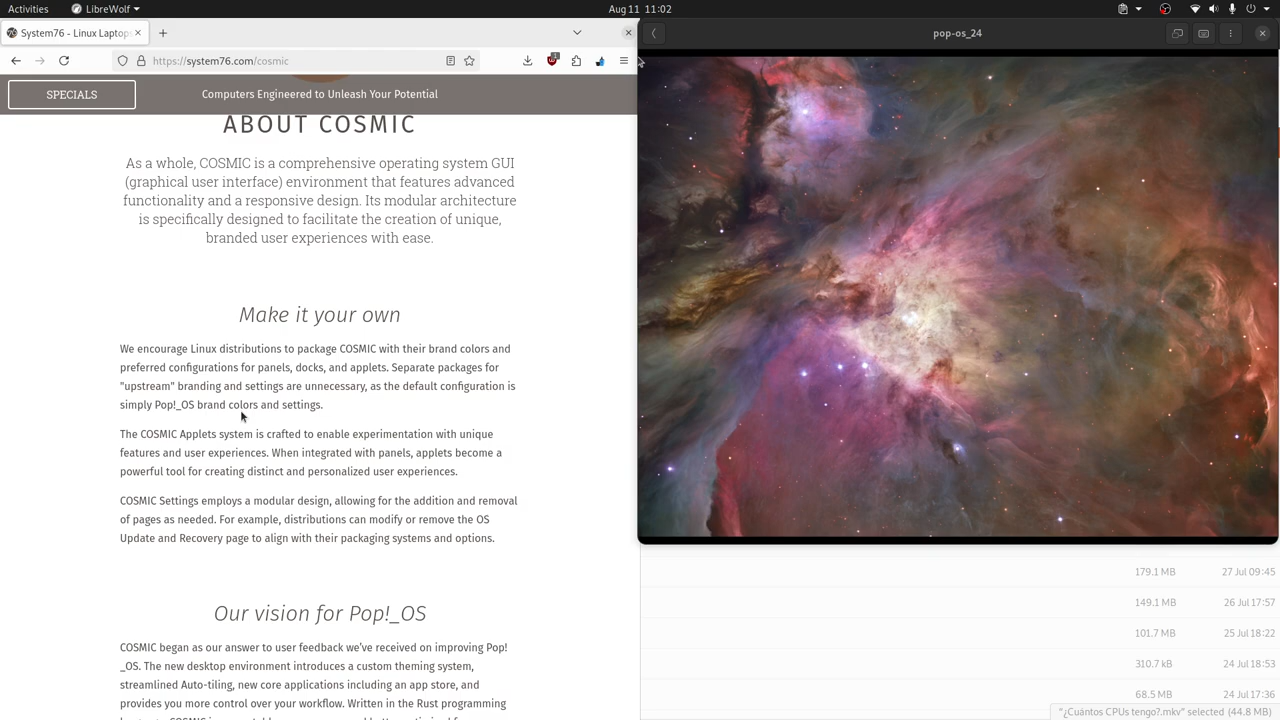 Activities
LibreWolf
Aug 11 11:02
System76 - Linux Laptops
https://system76.com/cosmic
1
SPECIALS
Computers Engineered to Unleash Your Potential
ABOUT COSMIC
As a whole, COSMIC is a comprehensive operating system GUI
(graphical user interface) environment that features advanced
functionality and a responsive design. Its modular architecture
is specifically designed to facilitate the creation of unique,
branded user experiences with ease.
Make it your own
We encourage Linux distributions to package COSMIC with their brand colors and
preferred configurations for panels, docks, and applets. Separate packages for
"upstream" branding and settings are unnecessary, as the default configuration is
simply Pop!_OS brand colors and settings.
The COSMIC Applets system is crafted to enable experimentation with unique
features and user experiences. When integrated with panels, applets become a
powerful tool for creating distinct and personalized user experiences.
COSMIC Settings employs a modular design, allowing for the addition and removal
of pages as needed. For example, distributions can modify or remove the OS
Update and Recovery page to align with their packaging systems and options.
Our vision for Pop!_OS
COSMIC began as our answer to user feedback we've received on improving Pop!
_OS. The new desktop environment introduces a custom theming system,
streamlined Auto-tiling, new core applications including an app store, and
provides you more control over your workflow. Written in the Rust programming
pop-os_24
179.1 MB 27 Jul 09:45
149.1 MB 26 Jul 17:57
101.7 MB 25 Jul 18:22
310.7 kB 24 Jul 18:53
68.5 MB 24 Jul 17:36
"¿Cuántos CPUs tengo?.mkv" selected (44.8 MB)